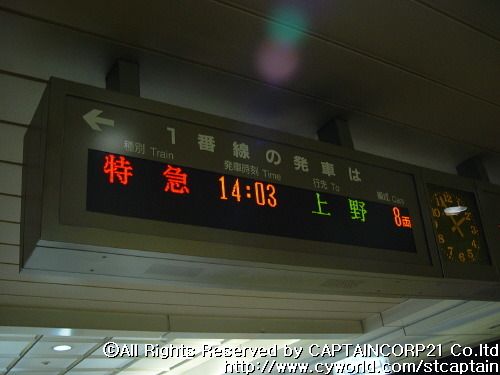 ← 1番線の発車は
種別 Train 発車時刻 Time 行先 To 編成 Cars
特急 14:03 上野 8両
©All Rights Reserved by CAPTAINCORP21 Co.ltd
http://www.cyworld.com/stcaptain